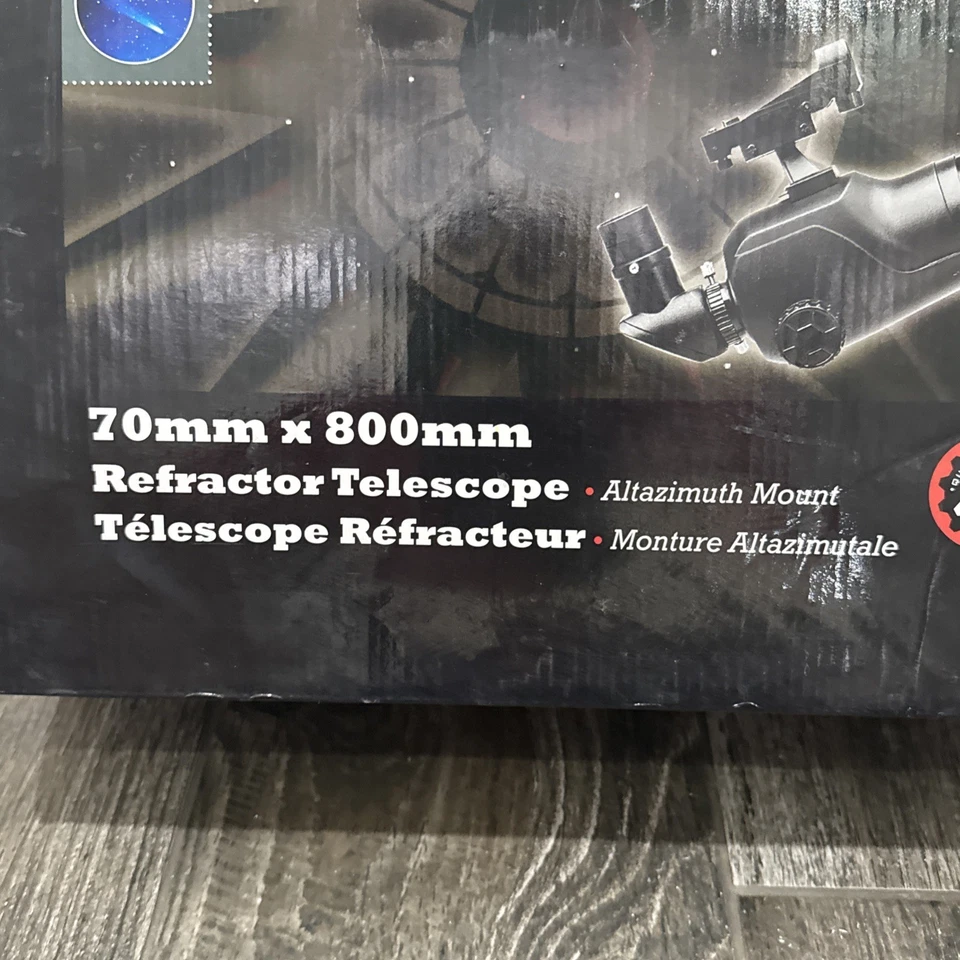 70mm x 800mm
Refractor Telescope • Altazimuth Mount
Télescope Réfracteur • Monture Altazimutale